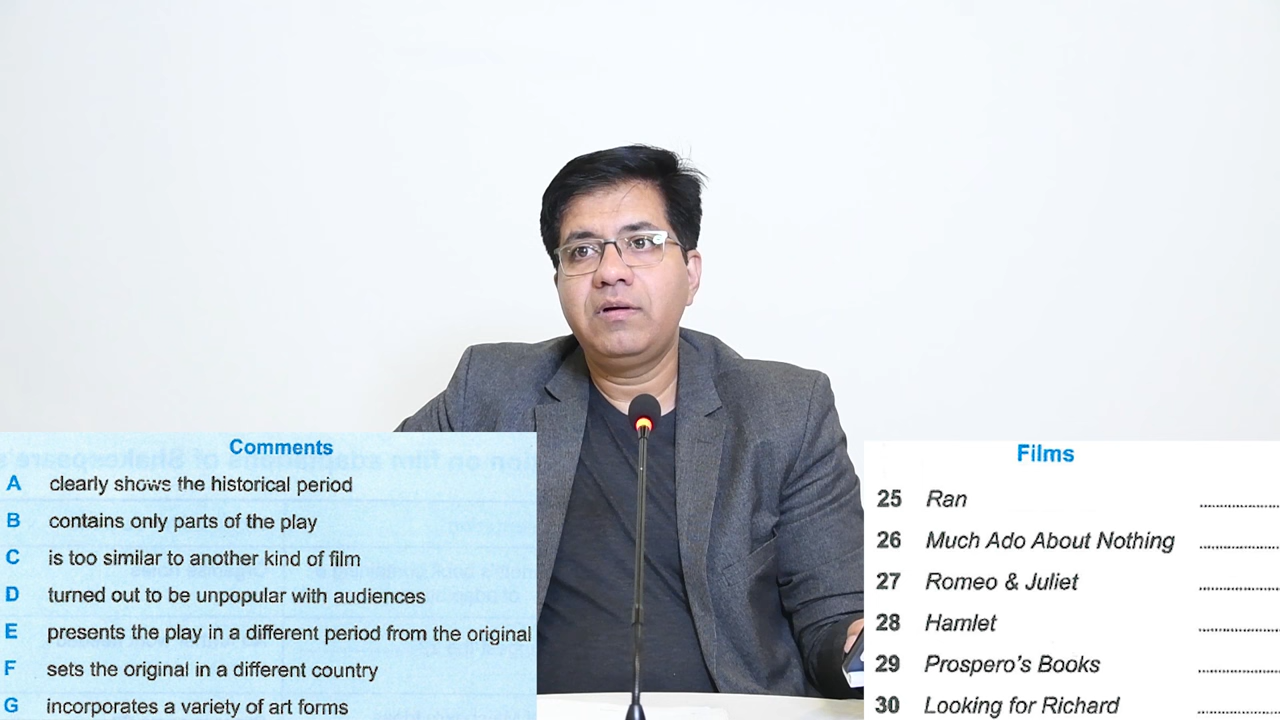 Comments
A clearly shows the historical period
B contains only parts of the play
C is too similar to another kind of film
D turned out to be unpopular with audiences
E presents the play in a different period from the original
F sets the original in a different country
G incorporates a variety of art forms
Films
25 Ran ....................
26 Much Ado About Nothing ....................
27 Romeo & Juliet ....................
28 Hamlet ....................
29 Prospero's Books ....................
30 Looking for Richard ....................